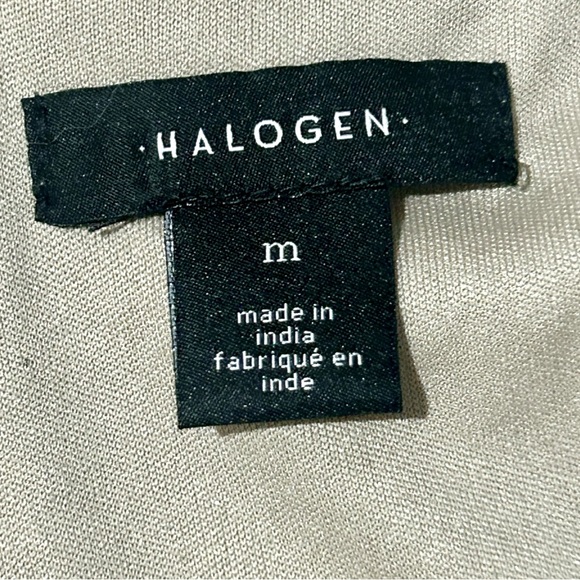 ·HALOGEN·
m
made in
india
fabriqué en
inde